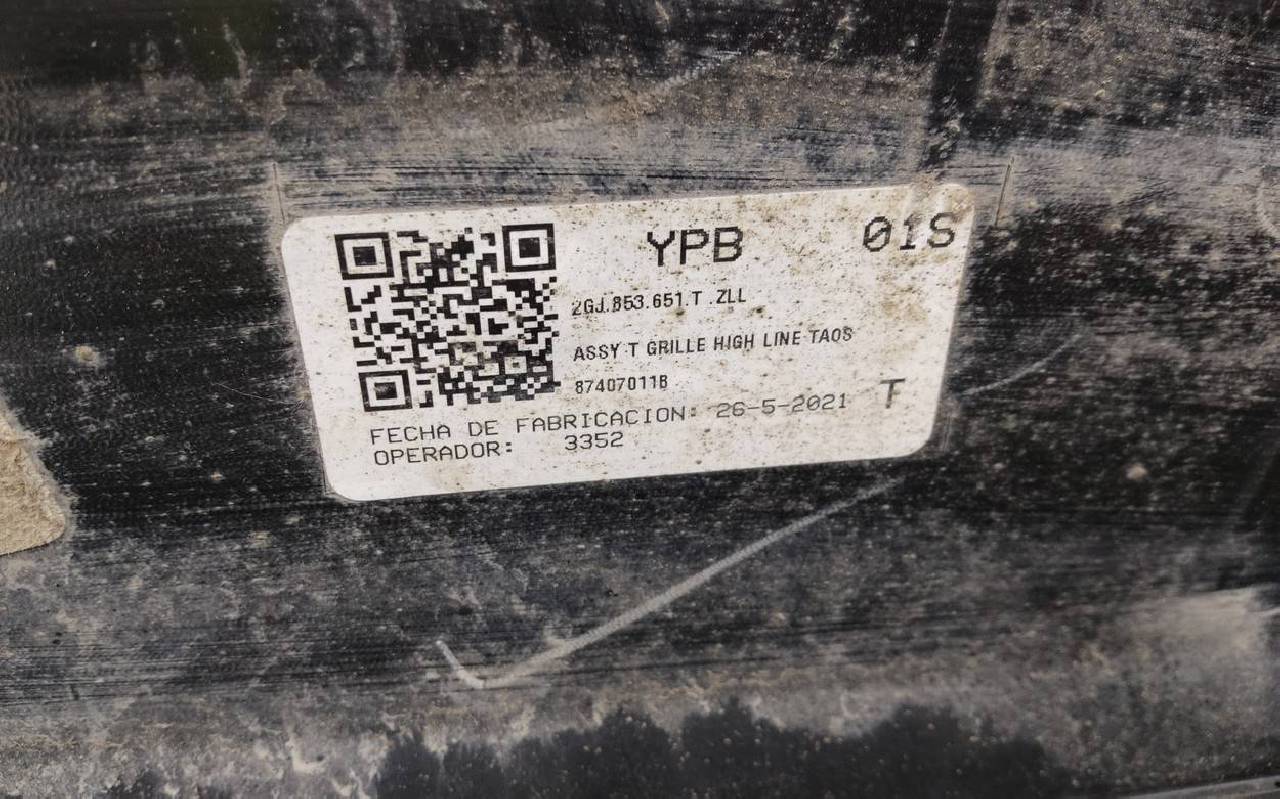 YPB 01S
2GJ.853.651.T .ZLL
ASSY T GRILLE HIGH LINE TAOS
87407011B T
FECHA DE FABRICACION: 26-5-2021
OPERADOR: 3352